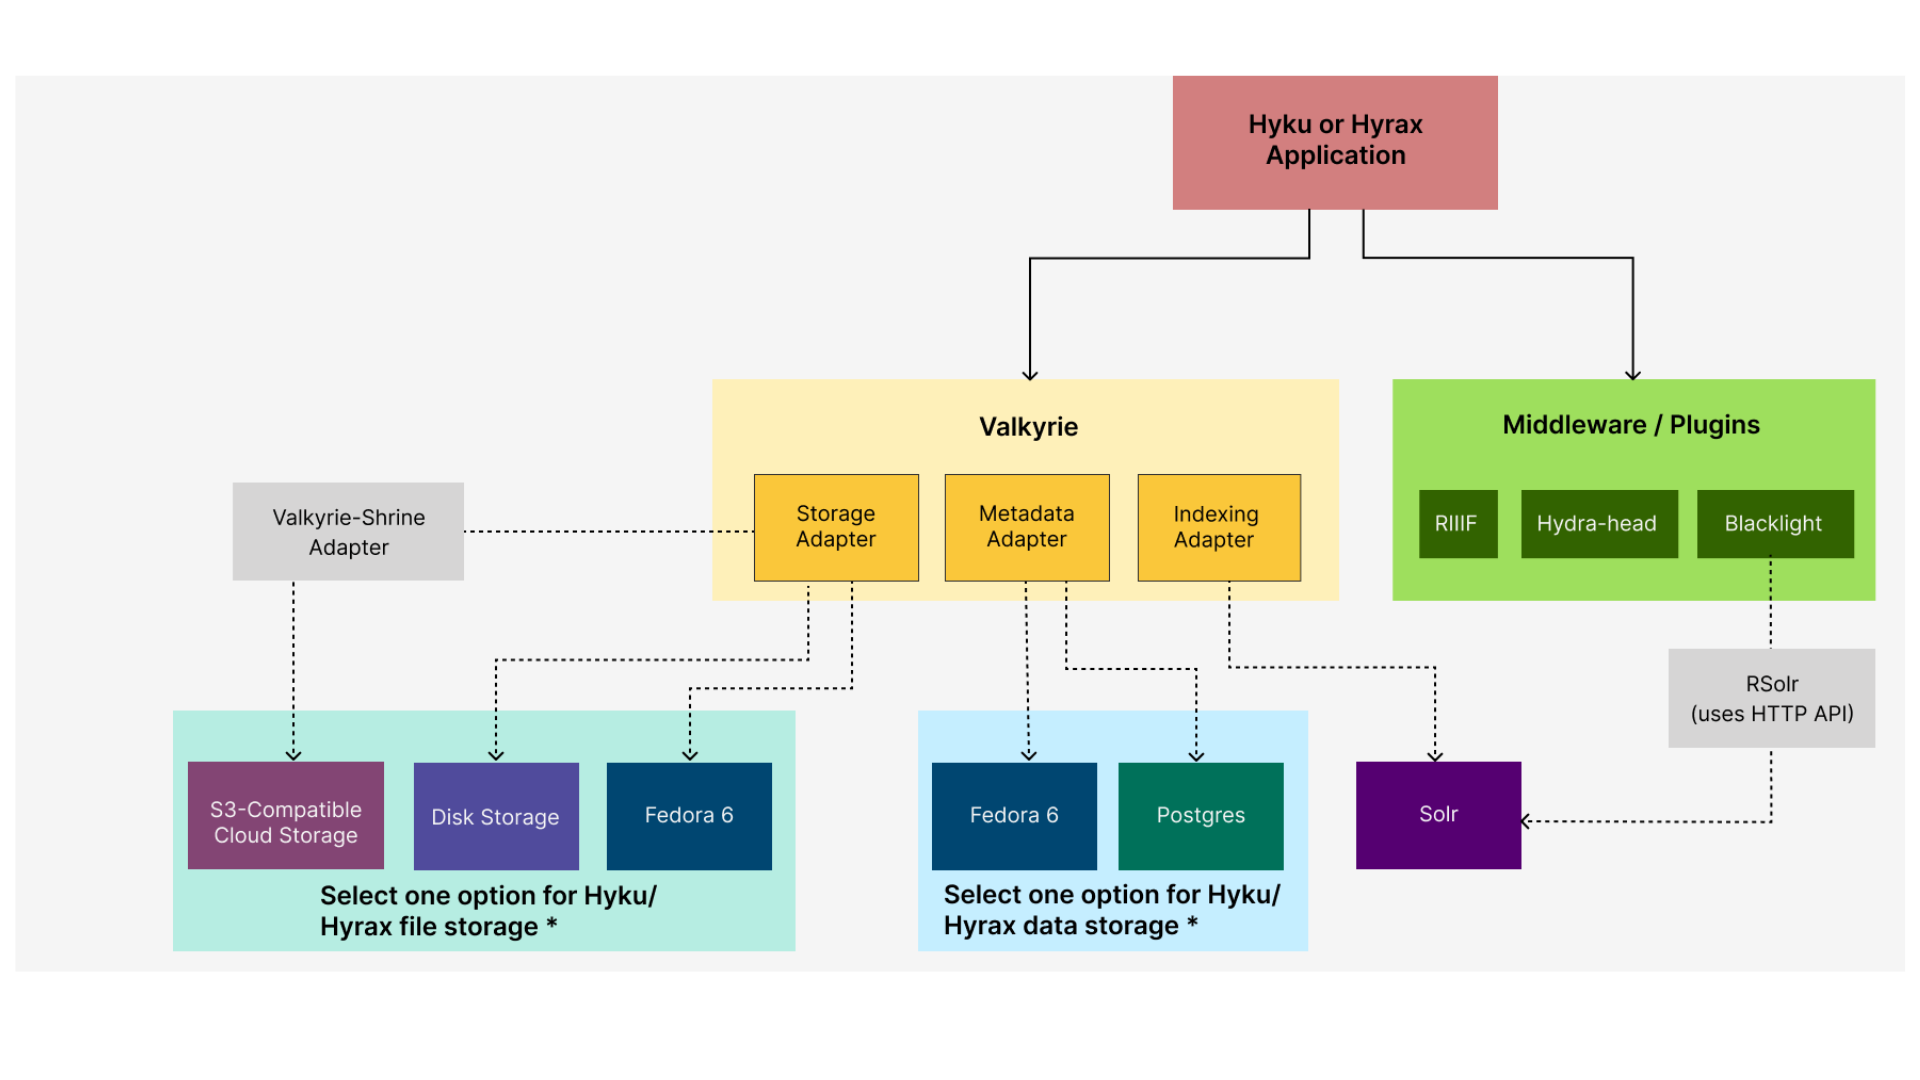 Hyku or Hyrax
Application
Valkyrie
Middleware / Plugins
Valkyrie-Shrine
Adapter
Storage
Adapter
Metadata
Adapter
Indexing
Adapter
RIIIF
Hydra-head
Blacklight
RSolr
(uses HTTP API)
S3-Compatible
Cloud Storage
Disk Storage
Fedora 6
Select one option for Hyku/
Hyrax file storage *
Fedora 6
Postgres
Select one option for Hyku/
Hyrax data storage *
Solr